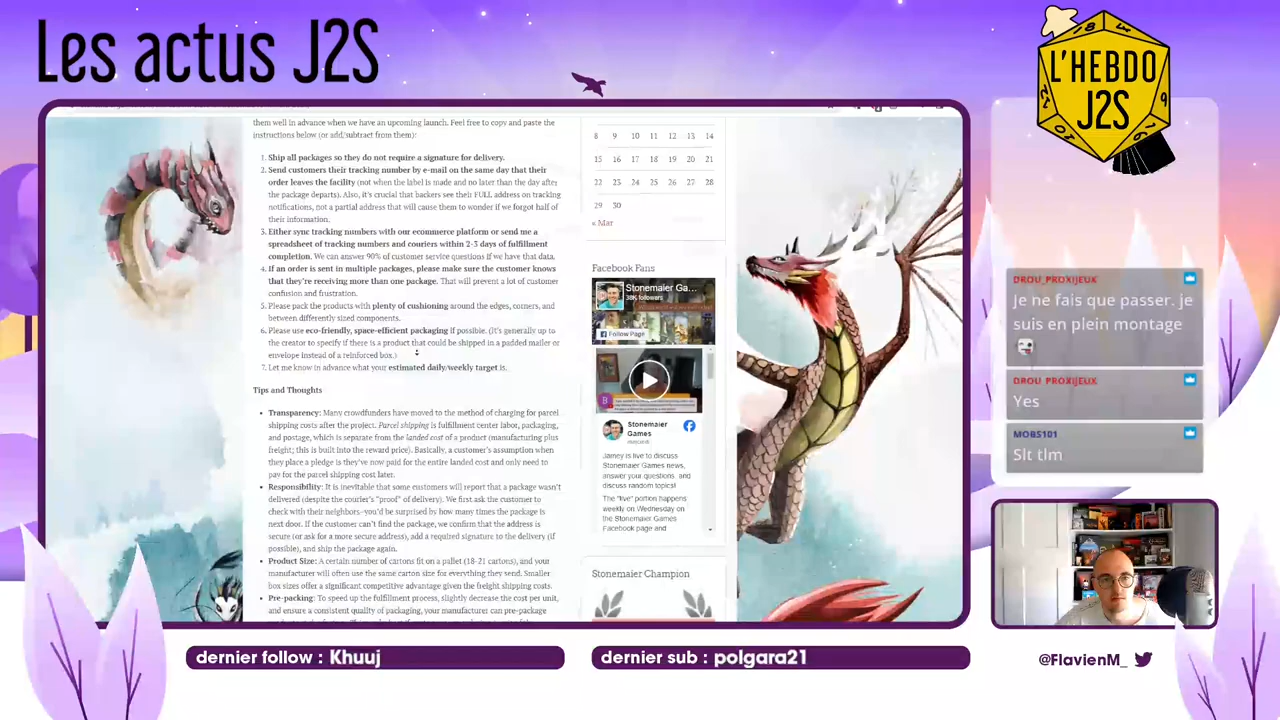 Les actus J2S
L'HEBDO
J2S
them well in advance when we have an upcoming launch. Feel free to copy and paste the
instructions below (or add/subtract from them):
1. Ship all packages so they do not require a signature for delivery.
2. Send customers their tracking number by e-mail on the same day that their
order leaves the facility (not when the label is made and no later than the day after
the package departs). Also, it's crucial that backers see their FULL address on tracking
notifications, not a partial address that will cause them to wonder if we forgot half of
their information.
3. Either sync tracking numbers with our ecommerce platform or send me a
spreadsheet of tracking numbers and couriers within 2-3 days of fulfillment
completion. We can answer 90% of customer service questions if we have that data.
4. If an order is sent in multiple packages, please make sure the customer knows
that they're receiving more than one package. That will prevent a lot of customer
confusion and frustration.
5. Please pack the products with plenty of cushioning around the edges, corners, and
between differently sized components.
6. Please use eco-friendly, space-efficient packaging if possible. (It's generally up to
the creator to specify if there is a product that could be shipped in a padded mailer or
envelope instead of a reinforced box.)
7. Let me know in advance what your estimated daily/weekly target is.
Tips and Thoughts
• Transparency: Many crowdfunders have moved to the method of charging for parcel
shipping costs after the project. Parcel shipping is fulfillment center labor, packaging,
and postage, which is separate from the landed cost of a product (manufacturing plus
freight; this is built into the reward price). Basically, a customer's assumption when
they place a pledge is they've now paid for the entire landed cost and only need to
pay for the parcel shipping cost later.
• Responsibility: It is inevitable that some customers will report that a package wasn't
delivered (despite the courier's "proof" of delivery). We first ask the customer to
check with their neighbors–you'd be surprised by how many times the package is
next door. If the customer can't find the package, we confirm that the address is
secure (or ask for a more secure address), add a required signature to the delivery (if
possible), and ship the package again.
• Product Size: A certain number of cartons fit on a pallet (18-21 cartons), and your
manufacturer will often use the same carton size for everything they send. Smaller
box sizes offer a significant competitive advantage given the freight shipping costs.
• Pre-packing: To speed up the fulfillment process, slightly decrease the cost per unit,
and ensure a consistent quality of packaging, your manufacturer can pre-package
8 9 10 11 12 13 14
15 16 17 18 19 20 21
22 23 24 25 26 27 28
29 30
« Mar
Facebook Fans
Stonemaier Ga...
38K followers
Follow Page
Stonemaier
Games
Jamey is live to discuss
Stonemaier Games news,
answer your questions, and
discuss random topics!
The "live" portion happens
weekly on Wednesday on
the Stonemaier Games
Facebook page and
Stonemaier Champion
DROU_PROXIJEUX
Je ne fais que passer. je
suis en plein montage
DROU_PROXIJEUX
Yes
MOBS101
Slt tlm
dernier follow : Khuuj
dernier sub : polgara21
@FlavienM_